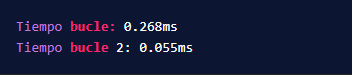 Tiempo bucle: 0.268ms
Tiempo bucle 2: 0.055ms